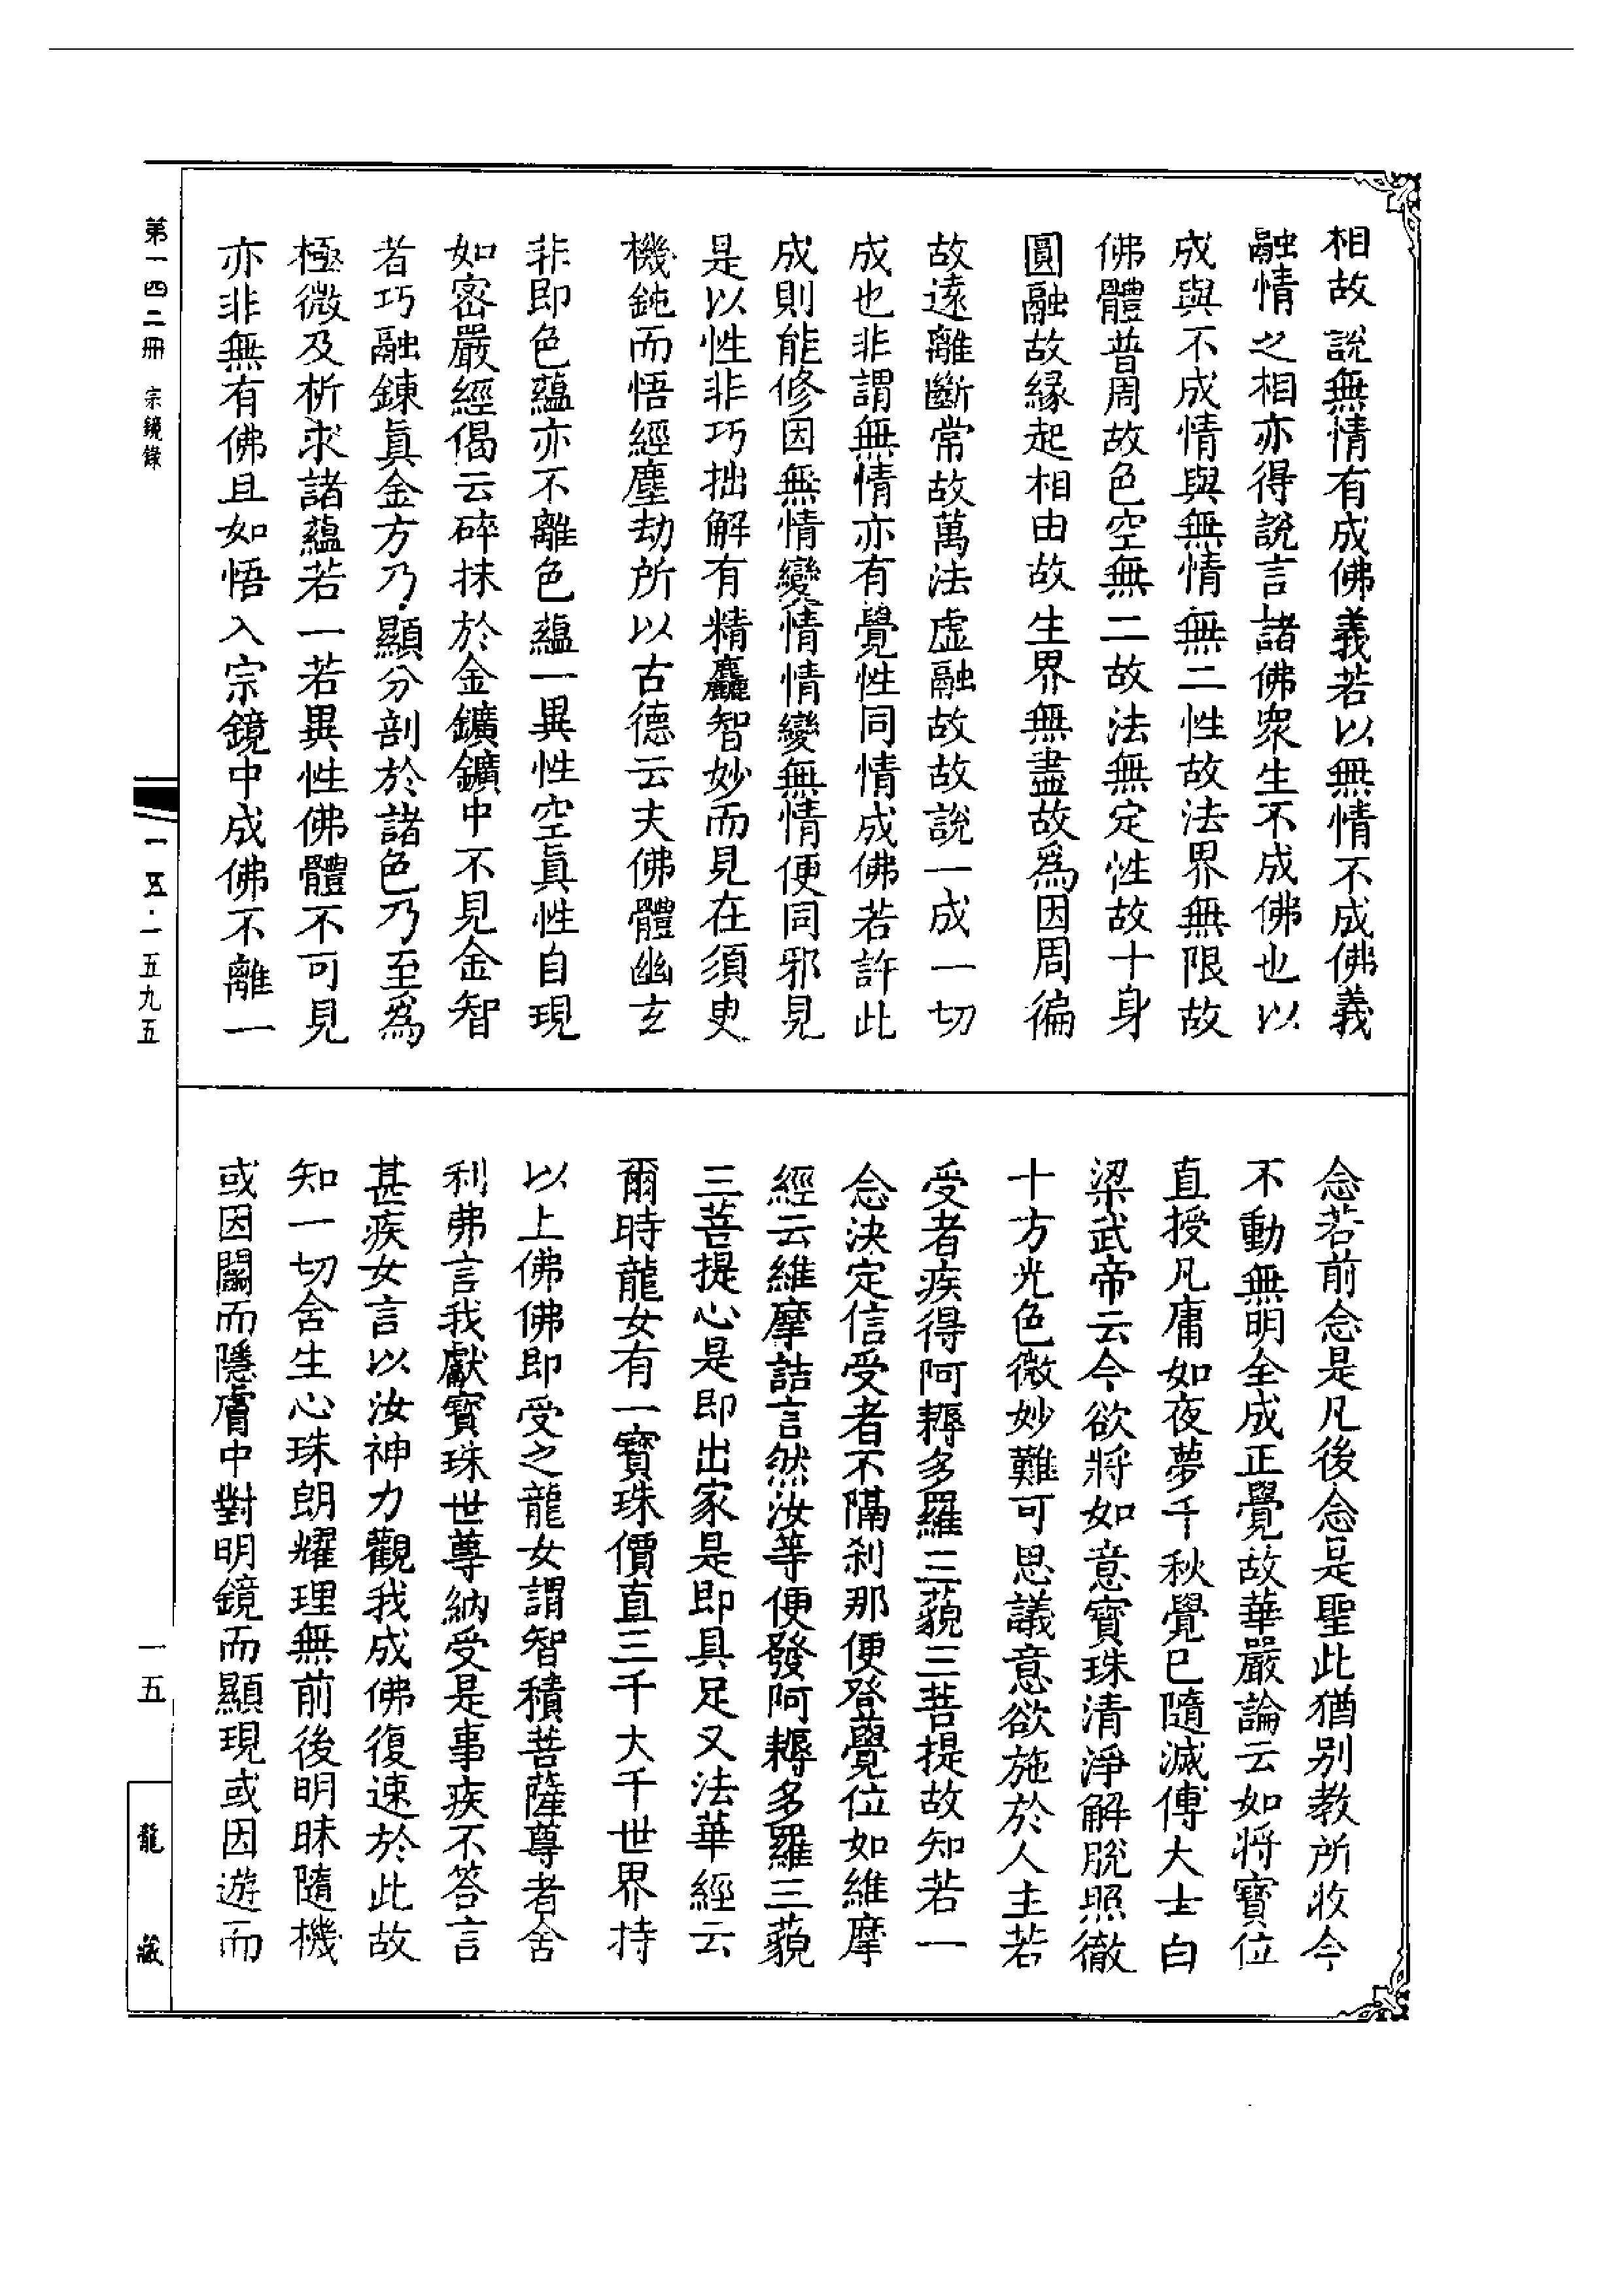 相故說無情有成佛義若以無情不成佛義
融情之相亦得說言諸佛衆生不成佛也以
成與不成情與無情無二性故法界無限故
佛體普周故色空無二故法無定性故十身
圓融故緣起相由故生界無盡故爲因周徧
故遠離斷常故萬法虛融故故說一成一切
成也非謂無情亦有覺性同情成佛若許此
成則能修因無情變情情變無情便同邪見
是以性非巧拙解有精麤智妙而見在須臾
機鈍而悟經塵劫所以古德云夫佛體幽玄
非即色蘊亦不離色蘊一異性空眞性自現
如密嚴經偈云碎抹於金鑛鑛中不見金智
者巧融鍊眞金方乃顯分剖於諸色乃至爲
極微及析求諸蘊若一若異性佛體不可見
亦非無有佛且如悟入宗鏡中成佛不離一
念若前念是凡後念是聖此猶别教所收今
不動無明全成正覺故華嚴論云如將寶位
直授凡庸如夜夢千秋覺已隨滅傳大士白
梁武帝云今欲將如意寶珠清淨解脫照徹
十方光色微妙難可思議意欲施於人主若
受者疾得阿耨多羅三藐三菩提故知若一
念決定信受者不隔刹那便登覺位如維摩
經云維摩詰言然汝等便發阿耨多羅三藐
三菩提心是即出家是即具足又法華經云
爾時龍女有一寶珠價直三千大千世界持
以上佛佛即受之龍女謂智積菩薩尊者舍
利弗言我獻寶珠世尊納受是事疾不答言
甚疾女言以汝神力觀我成佛復速於此故
知一切含生心珠朗耀理無前後明昧隨機
或因鬬而隱膚中對明鏡而顯現或因遊而
第一四二冊 宗鏡錄
一一五·一五九五
一五
龍藏